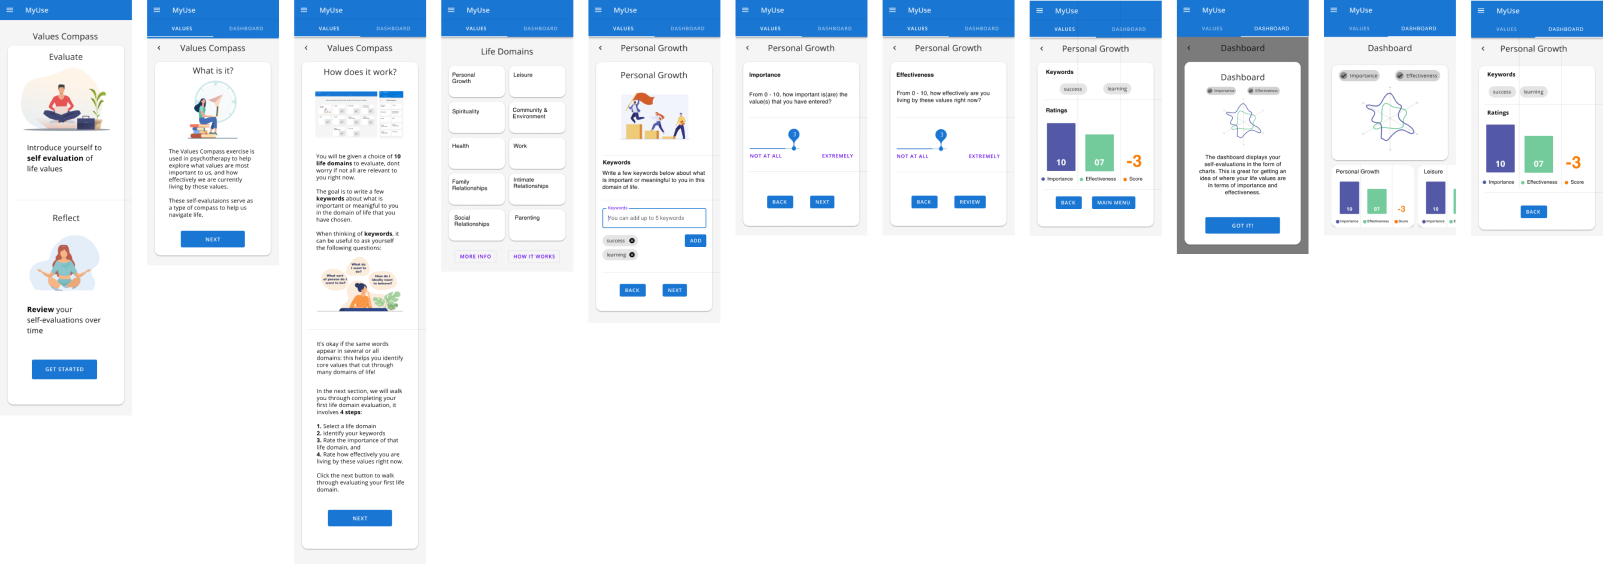 MyUse
Values Compass
Evaluate
Introduce yourself to
self evaluation of
life values
Reflect
Review your
self-evaluations over
time
GET STARTED
MyUse
VALUES
DASHBOARD
Values Compass
What is it?
The Values Compass exercise is
used in psychotherapy to help
explore what values are most
important to us, and how
effectively we are currently
living by those values.
These self-evalutaions serve as
a type of compass to help us
navigate life.
NEXT
MyUse
VALUES
DASHBOARD
Values Compass
How does it work?
You will be given a choice of 10
life domains to evaluate, dont
worry if not all are relevant to
you right now.
The goal is to write a few
keywords about what is
important or meaningful to you
in the domain of life that you
have chosen.
When thinking of keywords, it
can be useful to ask yourself
the following questions:
What do
I want to
do?
What sort
of person do I
want to be?
How do I
ideally want
to behave?
It's okay if the same words
appear in several or all
domains: this helps you identify
core values that cut through
many domains of life!
In the next section, we will walk
you through completing your
first life domain evaluation, it
involves 4 steps:
1. Select a life domain
2. Identify your keywords
3. Rate the importance of that
life domain, and
4. Rate how effectively you are
living by these values right now.
Click the next button to walk
through evaluating your first life
domain.
NEXT
MyUse
VALUES
DASHBOARD
Life Domains
Personal
Growth
Leisure
Spirituality
Community &
Environment
Health
Work
Family
Relationships
Intimate
Relationships
Social
Relationships
Parenting
MORE INFO
HOW IT WORKS
MyUse
VALUES
DASHBOARD
Personal Growth
Personal Growth
Keywords
Write a few keywords below about what
is important or meaningful to you in this
domain of life.
Keywords
You can add up to 5 keywords
success
ADD
learning
BACK
NEXT
MyUse
VALUES
DASHBOARD
Personal Growth
Importance
From 0 - 10, how important is(are) the
value(s) that you have entered?
3
NOT AT ALL
EXTREMELY
BACK
NEXT
MyUse
VALUES
DASHBOARD
Personal Growth
Effectiveness
From 0 - 10, how effectively are you
living by these values right now?
3
NOT AT ALL
EXTREMELY
BACK
REVIEW
MyUse
VALUES
DASHBOARD
Personal Growth
Keywords
success
learning
Ratings
10
07
-3
Importance
Effectiveness
Score
BACK
MAIN MENU
MyUse
VALUES
DASHBOARD
Dashboard
Dashboard
Importance
Effectiveness
The dashboard displays your
self-evaluations in the form of
charts. This is great for getting an
idea of where your life values are
in terms of importance and
effectiveness.
GOT IT!
MyUse
VALUES
DASHBOARD
Dashboard
Importance
Effectiveness
Personal Growth
10
07
-3
Importance
Effectiveness
Score
Leisure
10
Importance
MyUse
VALUES
DASHBOARD
Personal Growth
Keywords
success
learning
Ratings
10
07
-3
Importance
Effectiveness
Score
BACK